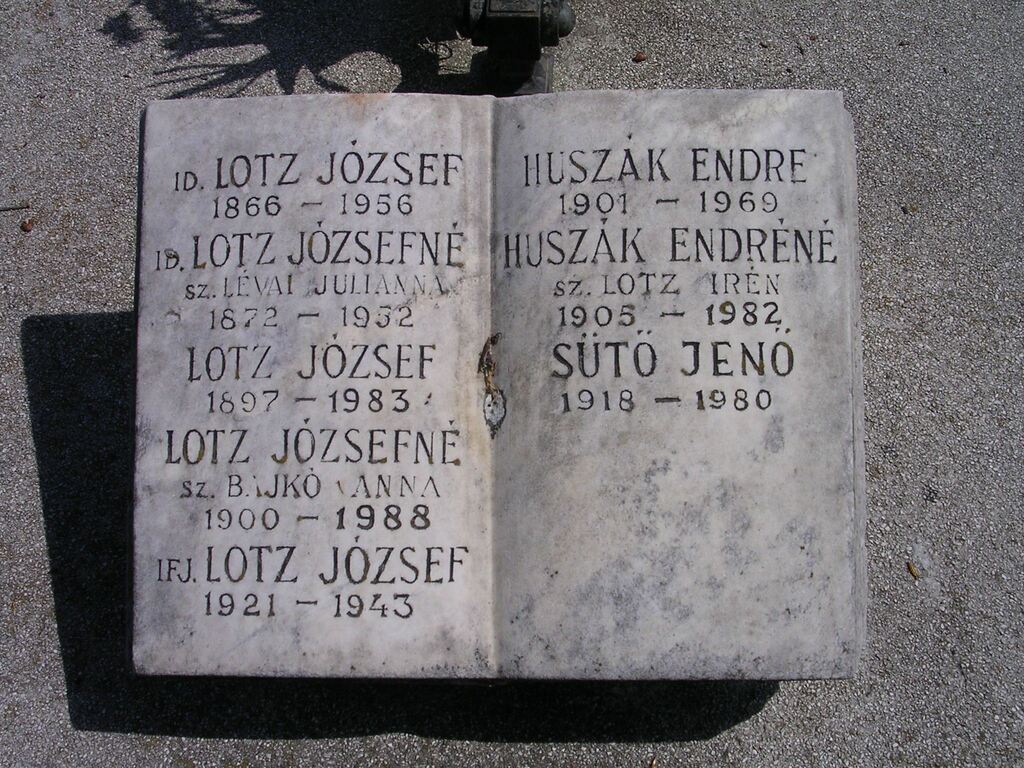 ID. LOTZ JÓZSEF
1866 – 1956
ID. LOTZ JÓZSEFNÉ
SZ. LÉVAI JULIANNA
1872 – 1952
LOTZ JÓZSEF
1897 – 1983
LOTZ JÓZSEFNÉ
SZ. BAJKÓ ANNA
1900 – 1988
IFJ. LOTZ JÓZSEF
1921 – 1943
HUSZÁK ENDRE
1901 – 1969
HUSZÁK ENDRÉNÉ
SZ. LOTZ IRÉN
1905 – 1982
SÜTŐ JENŐ
1918 – 1980